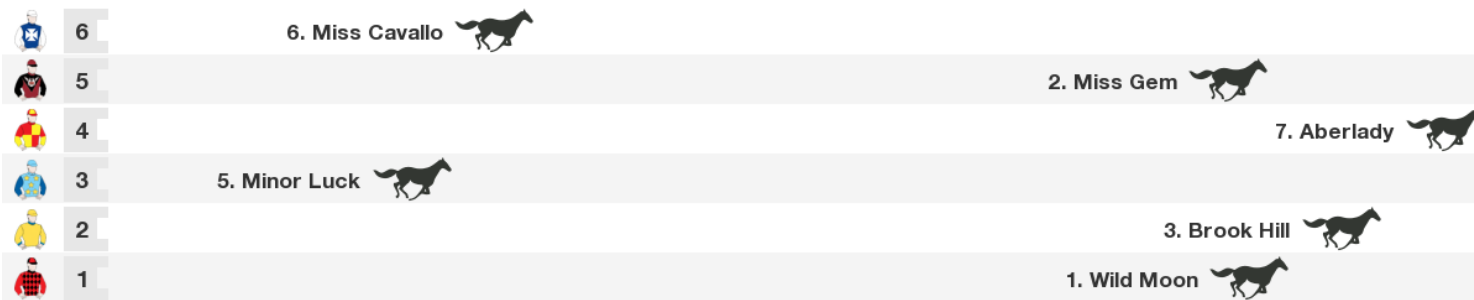 6 6. Miss Cavallo
5 2. Miss Gem
4 7. Aberlady
3 5. Minor Luck
2 3. Brook Hill
1 1. Wild Moon